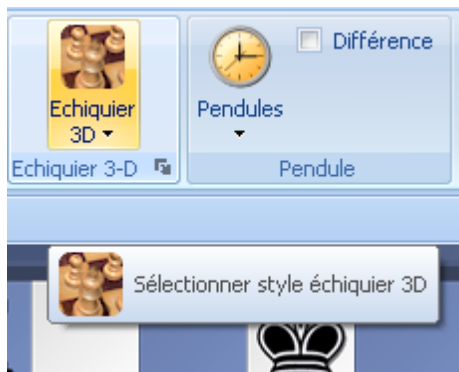 Différence
Echiquier
3D
Pendules
Echiquier 3-D
Pendule
Sélectionner style échiquier 3D